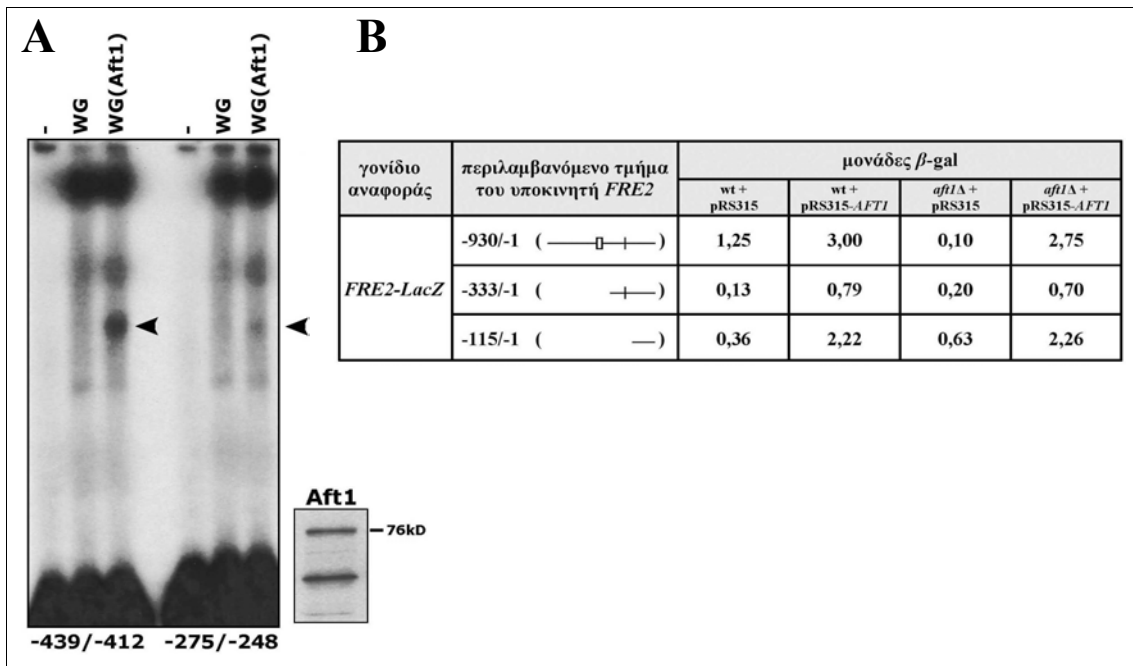 A
B
- WG WG(Aft1) - WG WG(Aft1)
-439/-412 -275/-248
Aft1
76kD
γονίδιο αναφοράς
περιλαμβανόμενο τμήμα του υποκινητή FRE2
μονάδες β-gal
wt + pRS315
wt + pRS315-AFT1
aft1Δ + pRS315
aft1Δ + pRS315-AFT1
FRE2-LacZ
-930/-1 ( ) 1,25 3,00 0,10 2,75
-333/-1 ( ) 0,13 0,79 0,20 0,70
-115/-1 ( ) 0,36 2,22 0,63 2,26